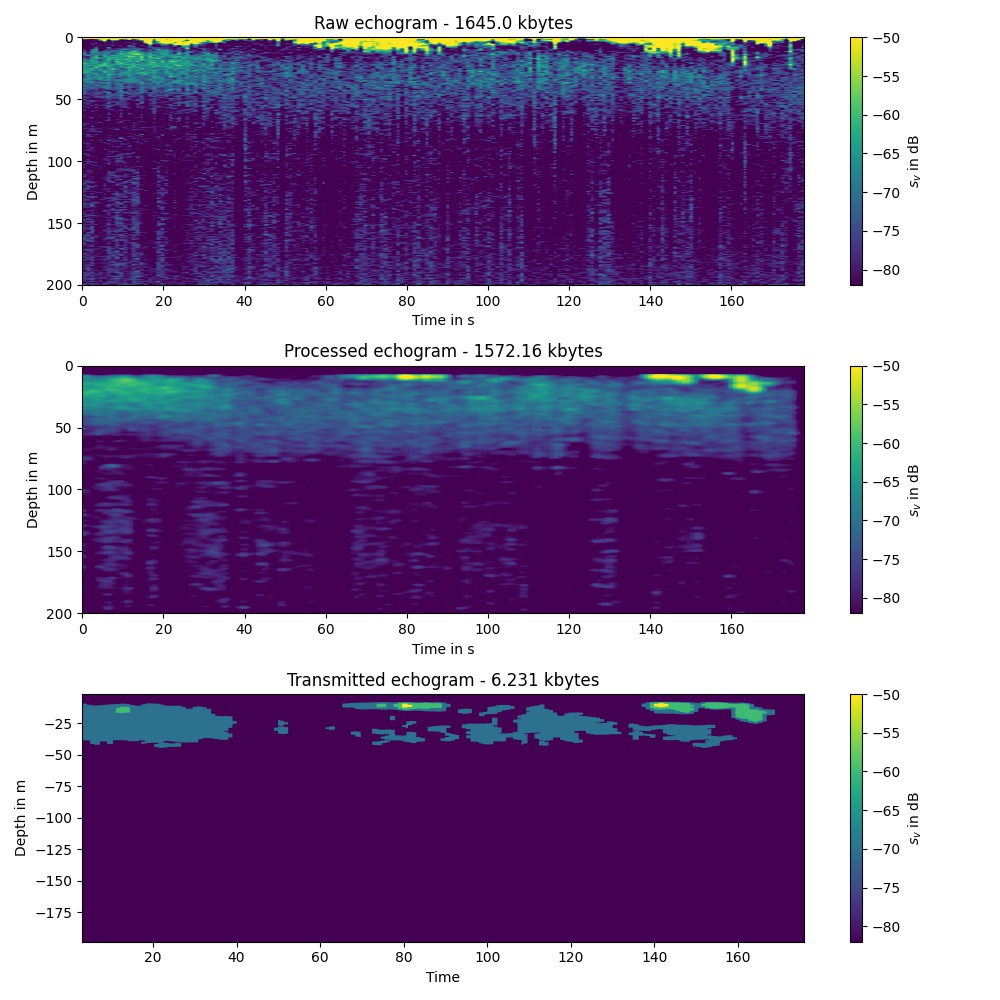 Raw echogram - 1645.0 kbytes
0
50
100
150
200
Depth in m
0 20 40 60 80 100 120 140 160
Time in s
−50
−55
−60
−65
−70
−75
−80
sv in dB
Processed echogram - 1572.16 kbytes
0
50
100
150
200
Depth in m
0 20 40 60 80 100 120 140 160
Time in s
−50
−55
−60
−65
−70
−75
−80
sv in dB
Transmitted echogram - 6.231 kbytes
−25
−50
−75
−100
−125
−150
−175
Depth in m
20 40 60 80 100 120 140 160
Time
−50
−55
−60
−65
−70
−75
−80
sv in dB